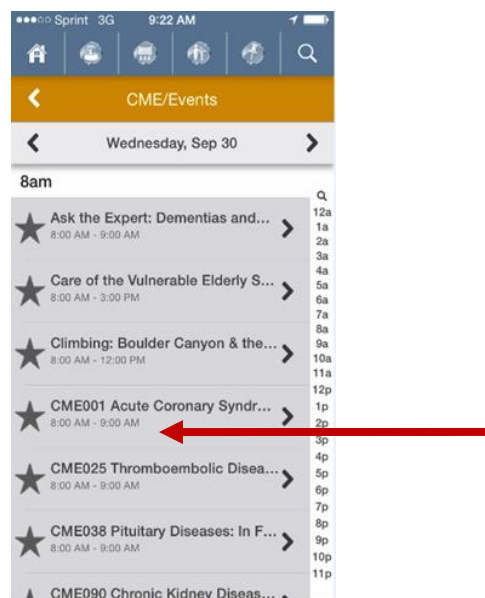 Sprint 3G 9:22 AM
CME/Events
Wednesday, Sep 30
8am
Ask the Expert: Dementias and...
8:00 AM - 9:00 AM
Care of the Vulnerable Elderly S...
8:00 AM - 3:00 PM
Climbing: Boulder Canyon & the...
8:00 AM - 12:00 PM
CME001 Acute Coronary Syndr...
8:00 AM - 9:00 AM
CME025 Thromboembolic Disea...
8:00 AM - 9:00 AM
CME038 Pituitary Diseases: In F...
8:00 AM - 9:00 AM
CME090 Chronic Kidney Diseas...
12a
1a
2a
3a
4a
5a
6a
7a
8a
9a
10a
11a
12p
1p
2p
3p
4p
5p
6p
7p
8p
9p
10p
11p